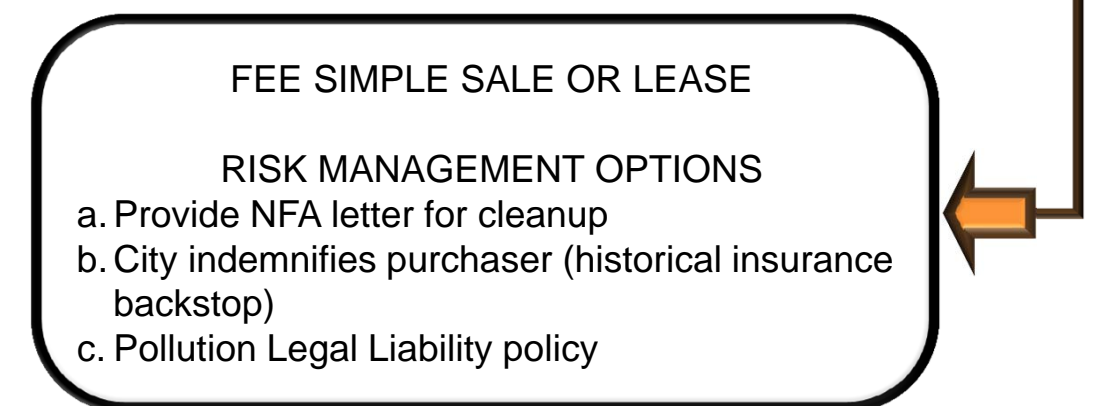 FEE SIMPLE SALE OR LEASE
RISK MANAGEMENT OPTIONS
a. Provide NFA letter for cleanup
b. City indemnifies purchaser (historical insurance
backstop)
c. Pollution Legal Liability policy